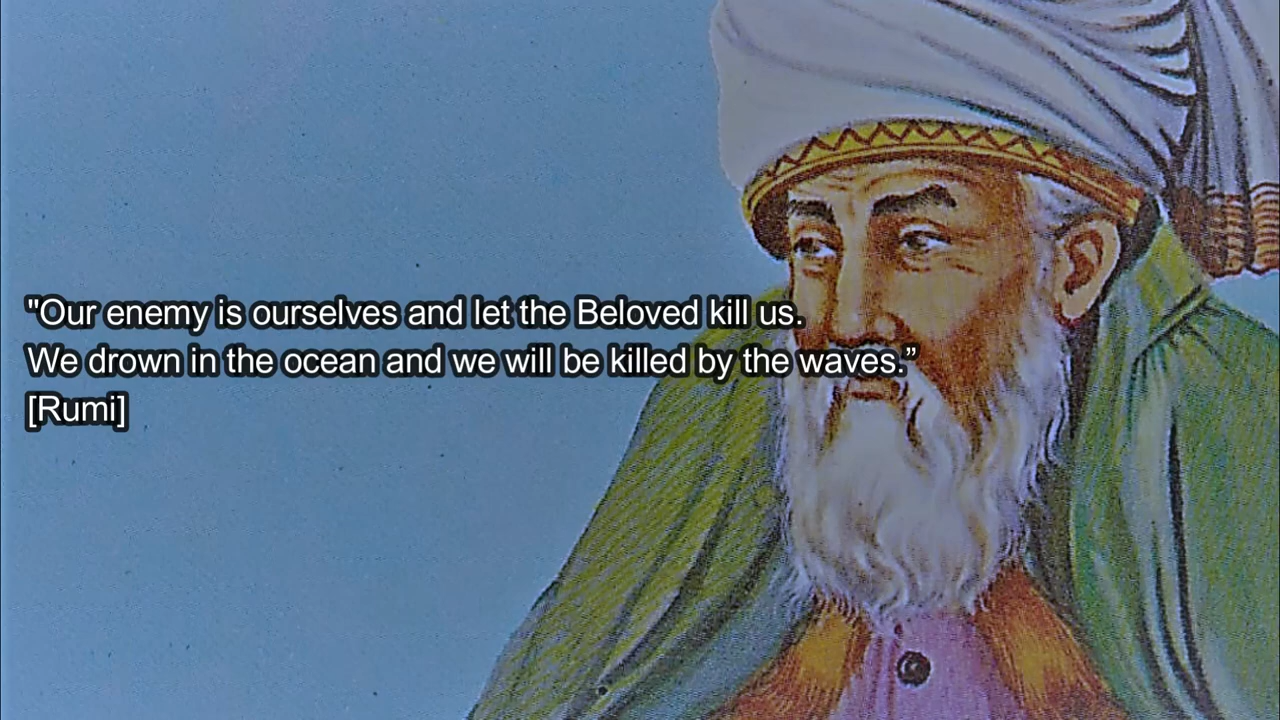 "Our enemy is ourselves and let the Beloved kill us.
We drown in the ocean and we will be killed by the waves.”
[Rumi]